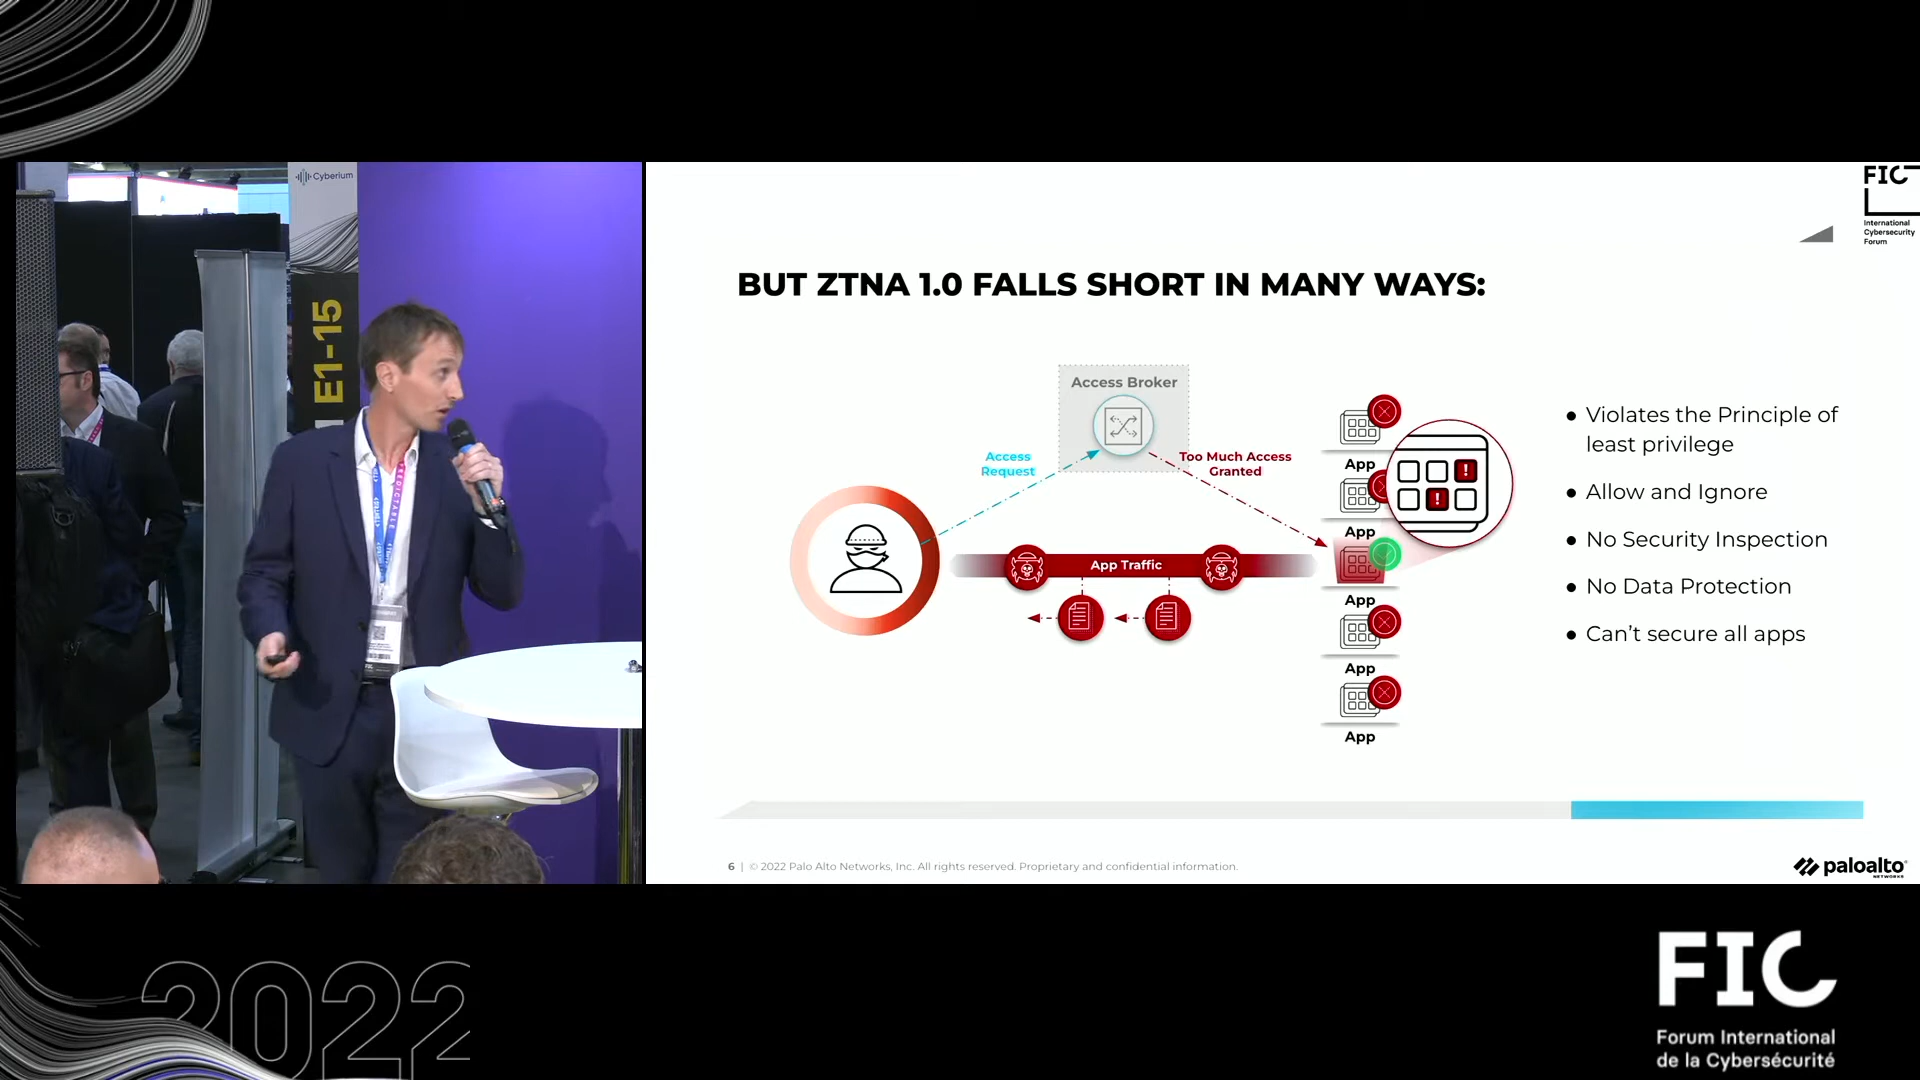 Cyberium
E1-15
FIC
International
Cybersecurity
Forum
BUT ZTNA 1.0 FALLS SHORT IN MANY WAYS:
Access Broker
Access
Request
Too Much Access
Granted
App Traffic
App
App
App
App
App
!
!
● Violates the Principle of
least privilege
● Allow and Ignore
● No Security Inspection
● No Data Protection
● Can't secure all apps
6 | © 2022 Palo Alto Networks, Inc. All rights reserved. Proprietary and confidential information.
paloalto
NETWORKS
2022
FIC
Forum International
de la Cybersécurité